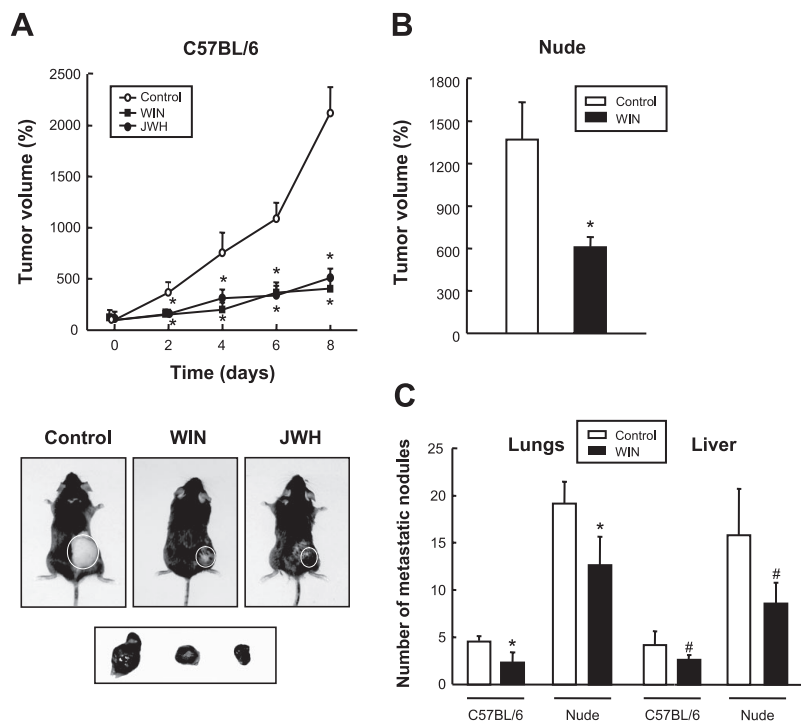 A
C57BL/6
Tumor volume (%)
2500
2000
1500
1000
500
0
Control
WIN
JWH
* * * *
* * * *
0 2 4 6 8
Time (days)
Control WIN JWH
B
Nude
Tumor volume (%)
1800
1500
1200
900
600
300
0
Control
WIN
*
C
Lungs Liver
Control
WIN
Number of metastatic nodules
25
20
15
10
5
0
* * # #
C57BL/6 Nude C57BL/6 Nude